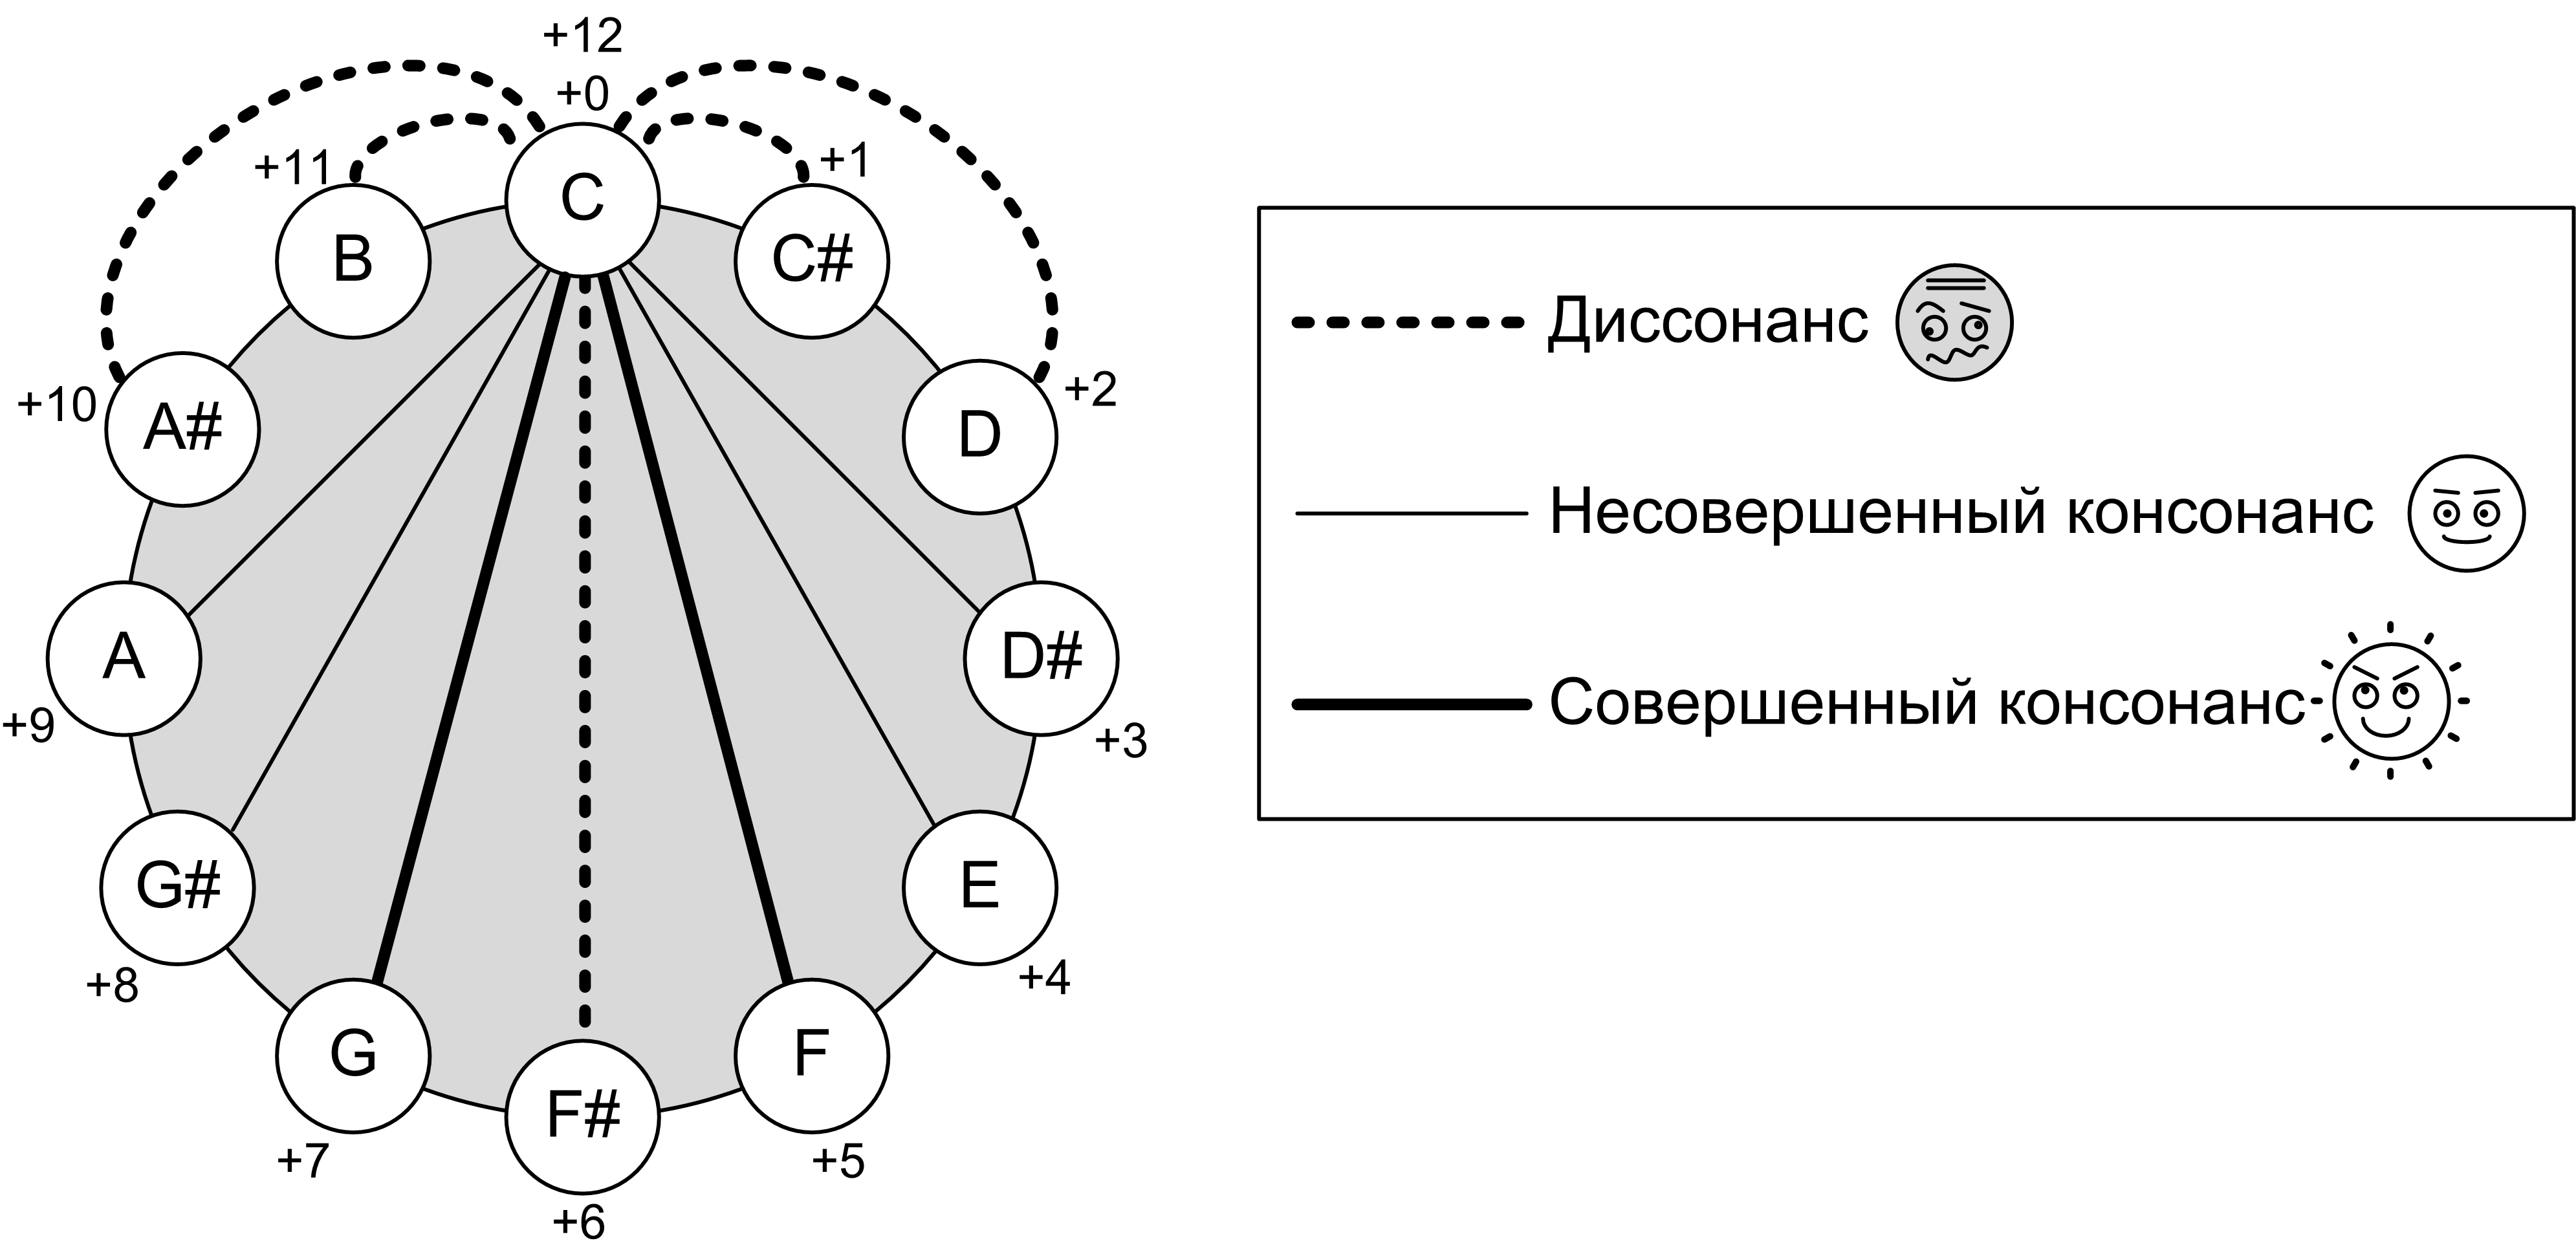 +12
+0
C
+11
B
+1
C#
+10
A#
+2
D
A
+9
D#
+3
G#
+8
E
+4
G
+7
F
+5
F#
+6
Диссонанс
Несовершенный консонанс
Совершенный консонанс